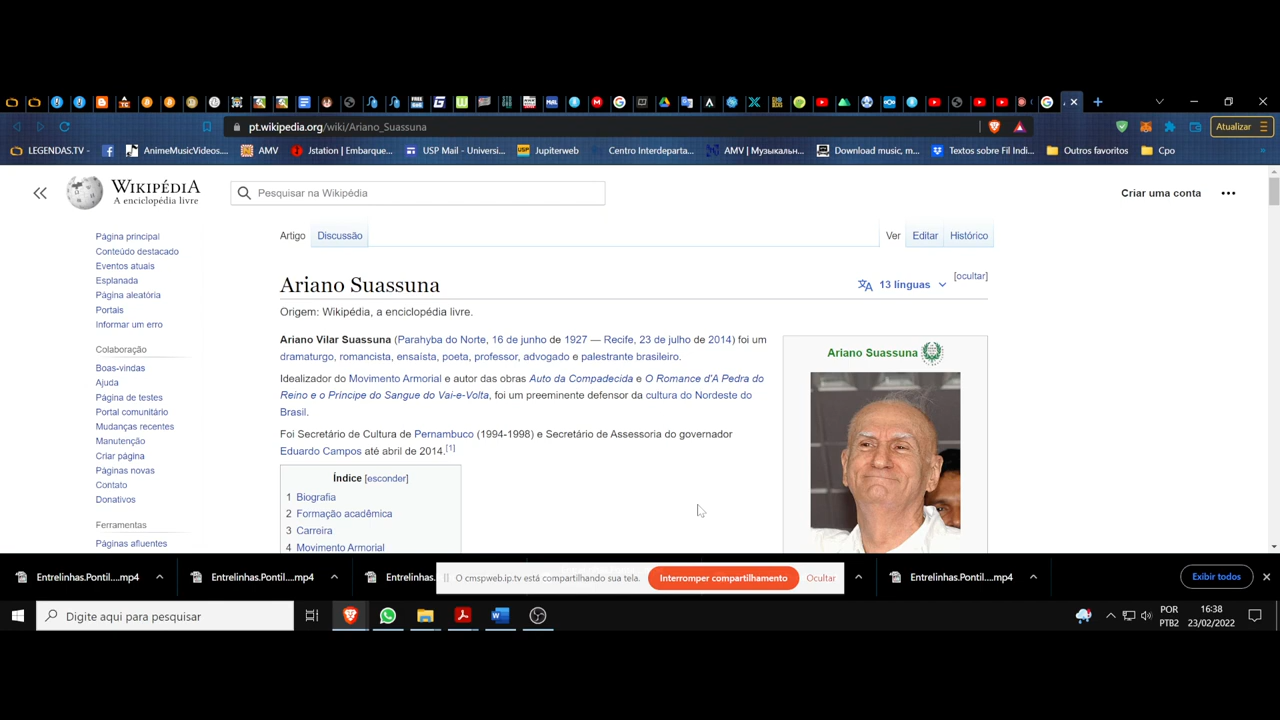 pt.wikipedia.org/wiki/Ariano_Suassuna
Atualizar
LEGENDAS.TV -
AnimeMusicVideos....
AMV
Jstation | Embarque...
USP Mail - Universi...
Jupiterweb
Centro Interdeparta...
AMV | Музыкальн...
Download music, m...
Textos sobre Fil Indi...
Outros favoritos
Cpo
WIKIPÉDIA
A enciclopédia livre
Pesquisar na Wikipédia
Criar uma conta
Página principal
Conteúdo destacado
Eventos atuais
Esplanada
Página aleatória
Portais
Informar um erro
Colaboração
Boas-vindas
Ajuda
Página de testes
Portal comunitário
Mudanças recentes
Manutenção
Criar página
Páginas novas
Contato
Donativos
Ferramentas
Páginas afluentes
Artigo
Discussão
Ver
Editar
Histórico
[ocultar]
Ariano Suassuna
13 línguas
Origem: Wikipédia, a enciclopédia livre.
Ariano Vilar Suassuna (Parahyba do Norte, 16 de junho de 1927 — Recife, 23 de julho de 2014) foi um
dramaturgo, romancista, ensaísta, poeta, professor, advogado e palestrante brasileiro.
Idealizador do Movimento Armorial e autor das obras Auto da Compadecida e O Romance d'A Pedra do
Reino e o Príncipe do Sangue do Vai-e-Volta, foi um preeminente defensor da cultura do Nordeste do
Brasil.
Foi Secretário de Cultura de Pernambuco (1994-1998) e Secretário de Assessoria do governador
Eduardo Campos até abril de 2014.[1]
Índice [esconder]
1 Biografia
2 Formação acadêmica
3 Carreira
4 Movimento Armorial
Ariano Suassuna
Entrelinhas.Pontil....mp4
Entrelinhas.Pontil....mp4
Entrelinhas.
O cmspweb.ip.tv está compartilhando sua tela.
Interromper compartilhamento
Ocultar
Entrelinhas.Pontil....mp4
Exibir todos
Digite aqui para pesquisar
POR
PTB2
16:38
23/02/2022